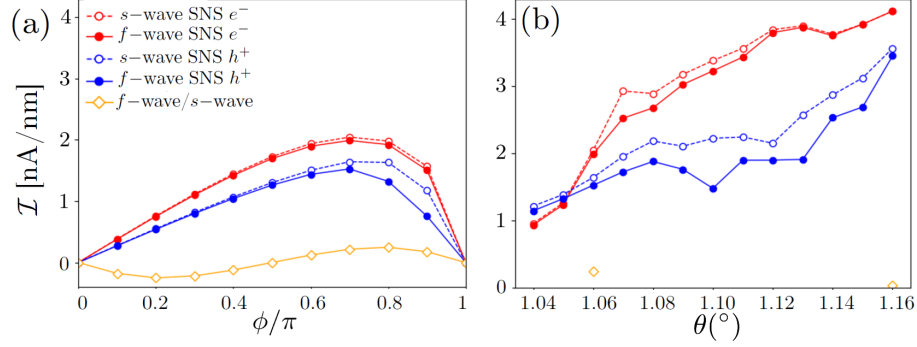 (a)
s−wave SNS e−
f−wave SNS e−
s−wave SNS h+
f−wave SNS h+
f−wave/s−wave
4
3
2
1
0
ℐ [nA/nm]
0 0.2 0.4 0.6 0.8 1
ϕ/π
(b)
4
3
2
1
0
1.04 1.06 1.08 1.10 1.12 1.14 1.16
θ(°)